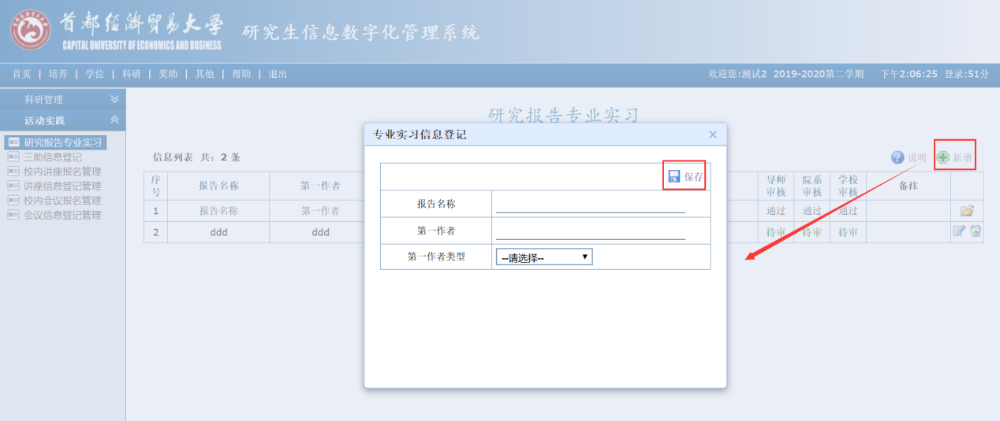 首都經濟貿易大學
CAPITAL UNIVERSITY OF ECONOMICS AND BUSINESS
研究生信息数字化管理系统
首页 | 培养 | 学位 | 科研 | 奖助 | 其他 | 帮助 | 退出
欢迎您:测试2 2019-2020第二学期 下午2:06:25 登录:51分
科研管理
活动实践
研究报告专业实习
三助信息登记
校内讲座报名管理
讲座信息登记管理
校内会议报名管理
会议信息登记管理
研究报告专业实习
信息列表 共: 2 条
说明 新增
序号 报告名称 第一作者 导师审核 院系审核 学校审核 备注
1 报告名称 第一作者 通过 通过 通过
2 ddd ddd 待审 待审 待审
专业实习信息登记
保存
报告名称
第一作者
第一作者类型 --请选择--